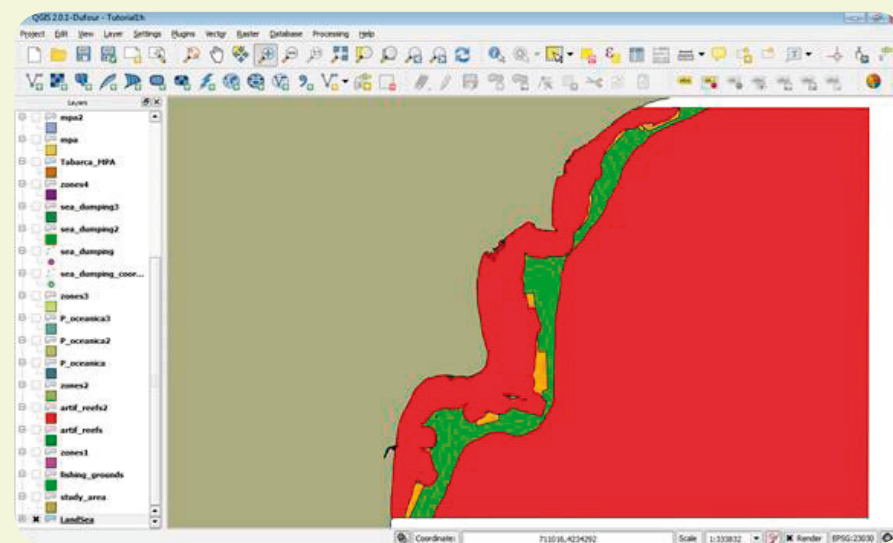 QGIS 2.0.1-Dufour - Tutorial1h
Project Edit View Layer Settings Plugins Vector Raster Database Processing Help
Layers
mpa2
mpa
Tabarca_MPA
zones4
sea_dumping3
sea_dumping2
sea_dumping
sea_dumping_coor...
zones3
P_oceanica3
P_oceanica2
P_oceanica
zones2
artif_reefs2
artif_reefs
zones1
fishing_grounds
study_area
LandSea
Coordinate: 711016,4234292 Scale 1:333832 Render EPSG:23030